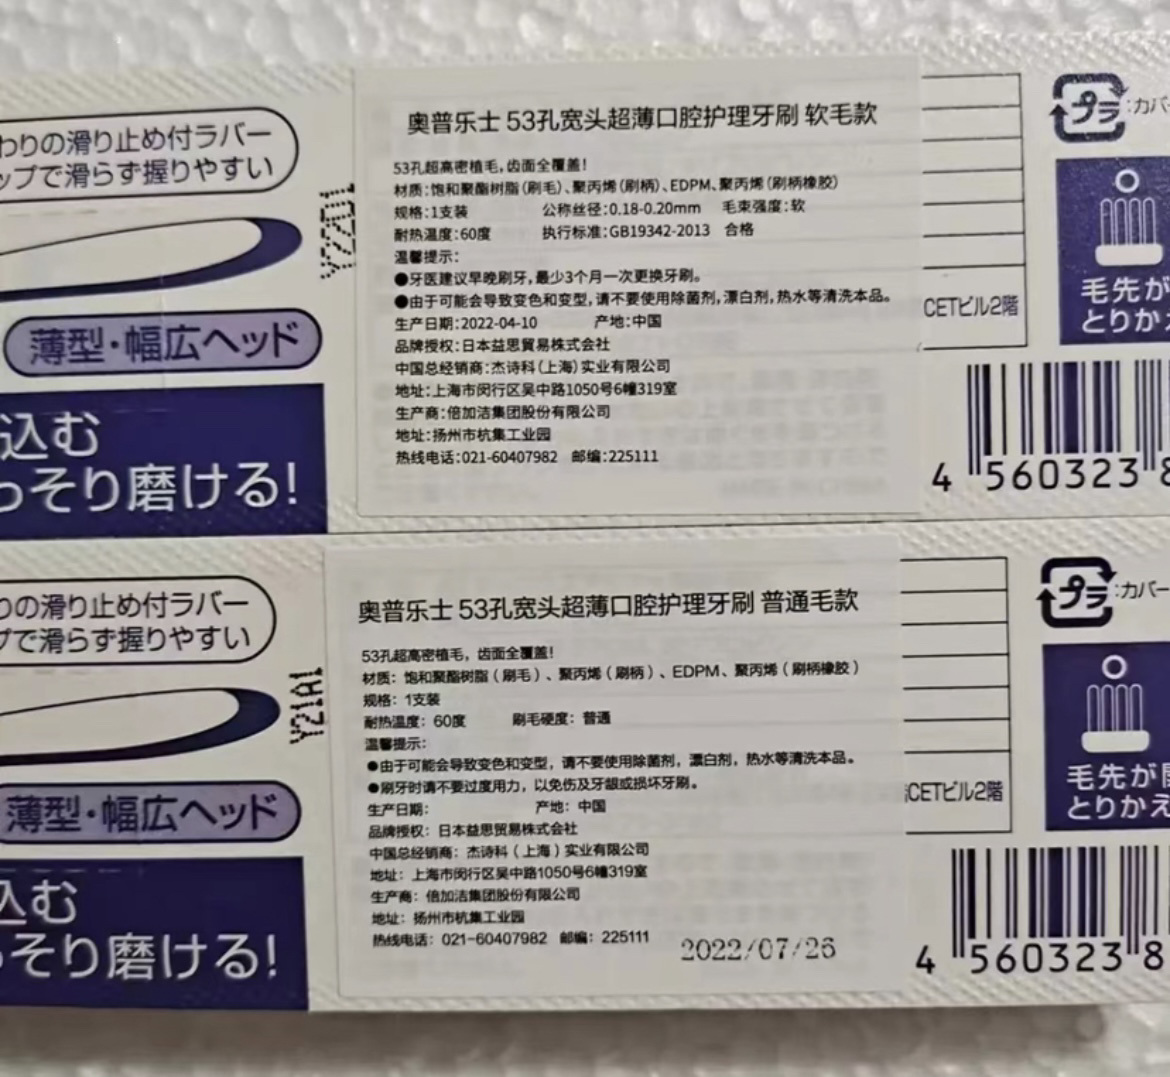 わりの滑り止め付ラバー
ップで滑らず握りやすい
Y22D1
薄型・幅広ヘッド
込む
っそり磨ける!
奥普乐士 53孔宽头超薄口腔护理牙刷 软毛款
53孔超高密植毛,齿面全覆盖!
材质:饱和聚酯树脂(刷毛)、聚丙烯(刷柄)、EDPM、聚丙烯(刷柄橡胶)
规格:1支装 公称丝径:0.18-0.20mm 毛束强度:软
耐热温度:60度 执行标准:GB19342-2013 合格
温馨提示:
●牙医建议早晚刷牙,最少3个月一次更换牙刷。
●由于可能会导致变色和变型,请不要使用除菌剂,漂白剂,热水等清洗本品。
生产日期:2022-04-10 产地:中国
品牌授权:日本益思貿易株式会社
中国总经销商:杰诗科(上海)实业有限公司
地址:上海市闵行区吴中路1050号6幢319室
生产商:倍加洁集团股份有限公司
地址:扬州市杭集工业园
热线电话:021-60407982 邮编:225111
CETビル2階
プラ
:カバー
毛先が
とりかえ
4 560323 8
わりの滑り止め付ラバー
プで滑らず握りやすい
Y21A1
薄型・幅広ヘッド
込む
っそり磨ける!
奥普乐士 53孔宽头超薄口腔护理牙刷 普通毛款
53孔超高密植毛，齿面全覆盖!
材质：饱和聚酯树脂（刷毛）、聚丙烯（刷柄）、EDPM、聚丙烯（刷柄橡胶）
规格：1支装
耐热温度：60度 刷毛硬度：普通
温馨提示：
●由于可能会导致变色和变型，请不要使用除菌剂，漂白剂，热水等清洗本品。
●刷牙时请不要过度用力，以免伤及牙龈或损坏牙刷。
生产日期： 产地：中国
品牌授权：日本益思贸易株式会社
中国总经销商：杰诗科（上海）实业有限公司
地址：上海市闵行区吴中路1050号6幢319室
生产商：倍加洁集团股份有限公司
地址：扬州市杭集工业园
热线电话：021-60407982 邮编：225111
2022/07/26
CETビル2階
プラ
:カバー
毛先が
とりかえ
4 560323 8